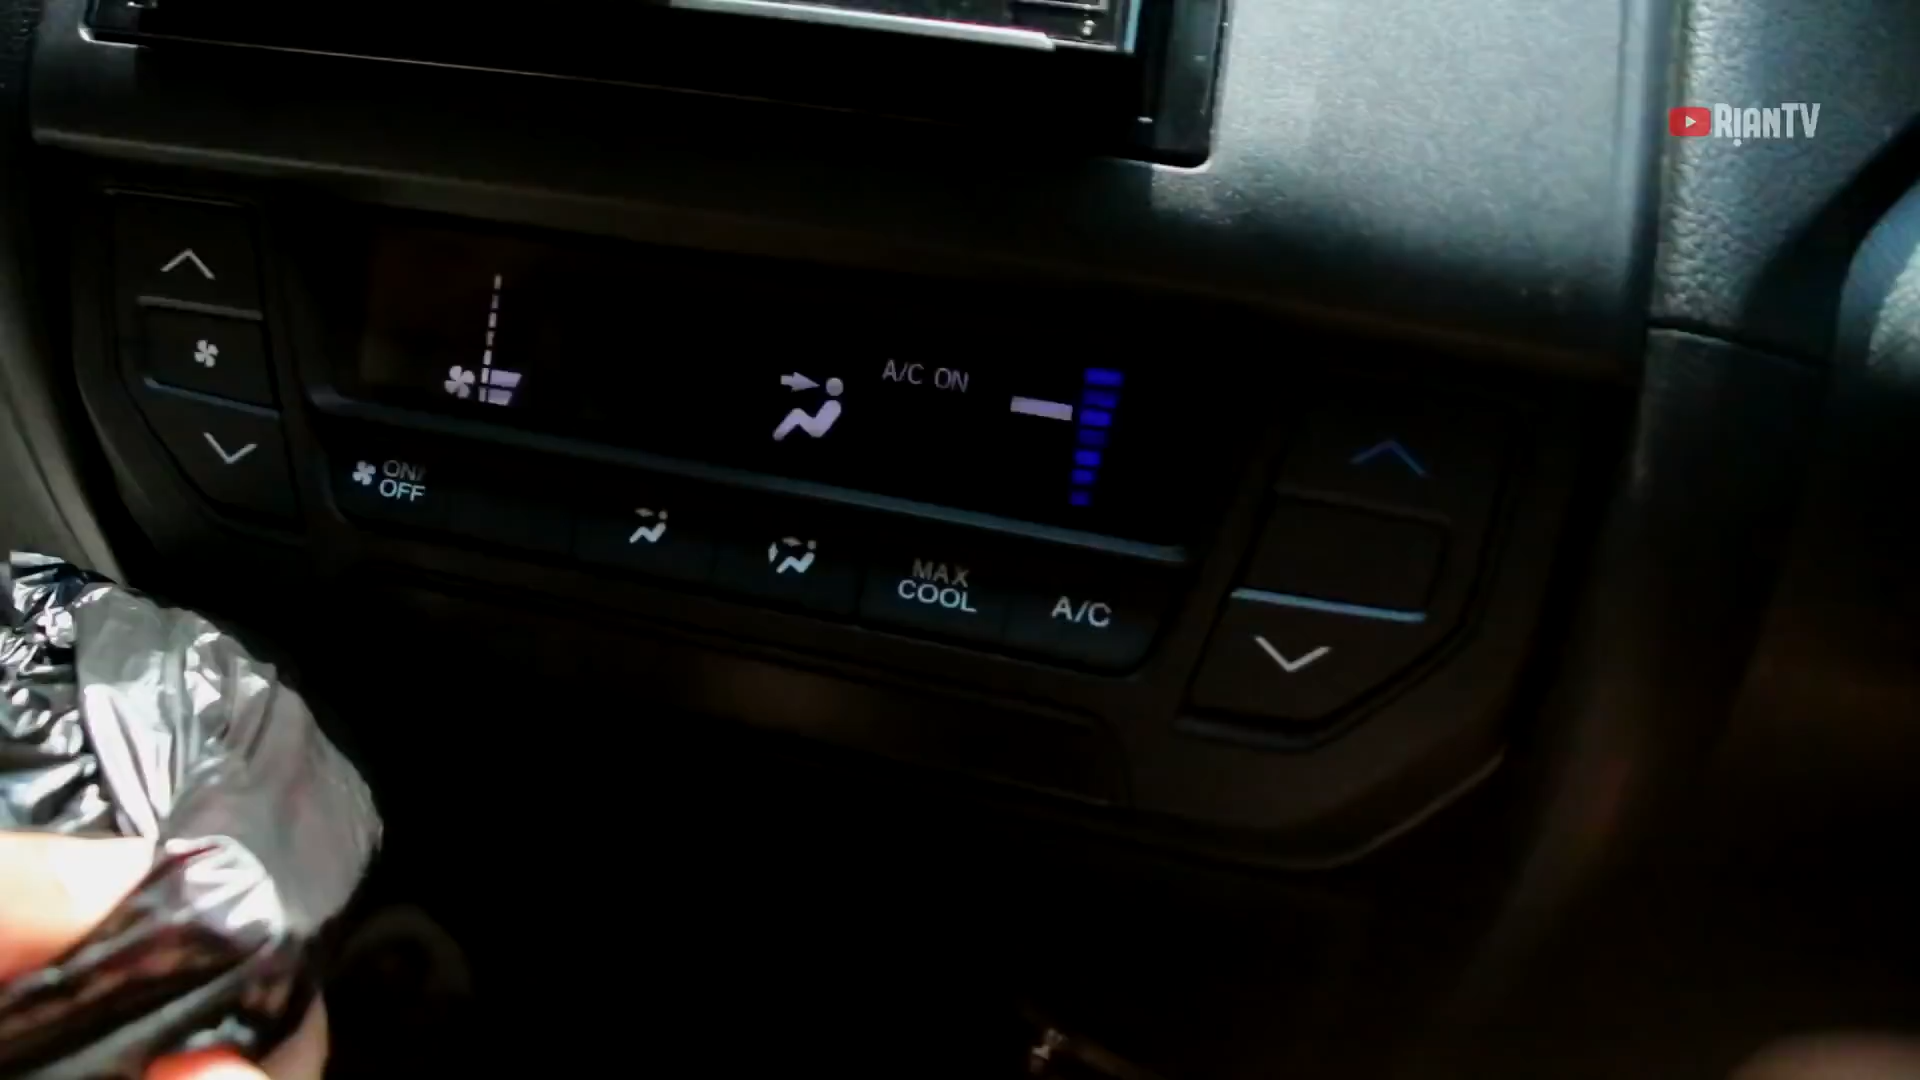 RIANTV
A/C ON
ON/
OFF
MAX
COOL
A/C